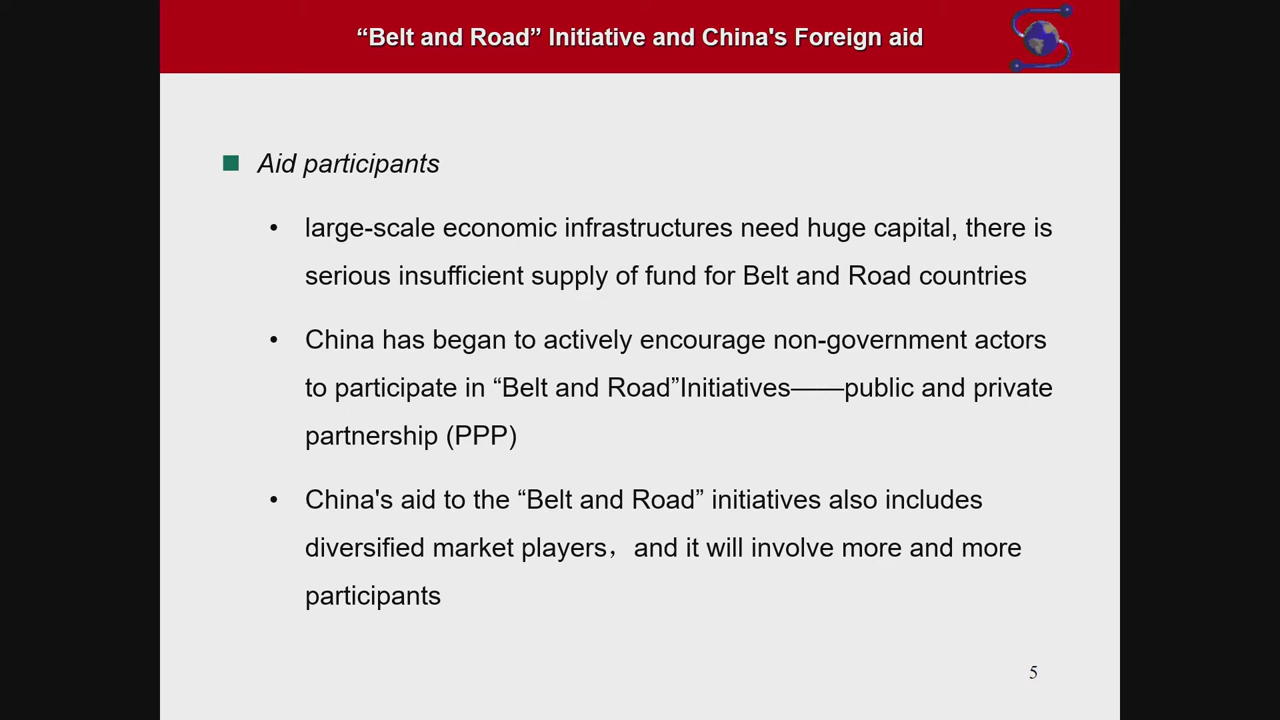 “Belt and Road” Initiative and China's Foreign aid
Aid participants
• large-scale economic infrastructures need huge capital, there is
serious insufficient supply of fund for Belt and Road countries
• China has began to actively encourage non-government actors
to participate in “Belt and Road”Initiatives——public and private
partnership (PPP)
• China's aid to the “Belt and Road” initiatives also includes
diversified market players，and it will involve more and more
participants
5